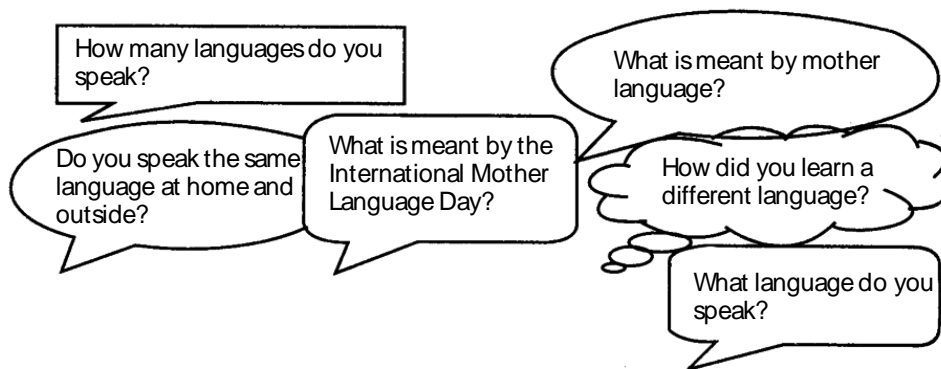 How many languages do you
speak?
What is meant by mother
language?
Do you speak the same
language at home and
outside?
What is meant by the
International Mother
Language Day?
How did you learn a
different language?
What language do you
speak?